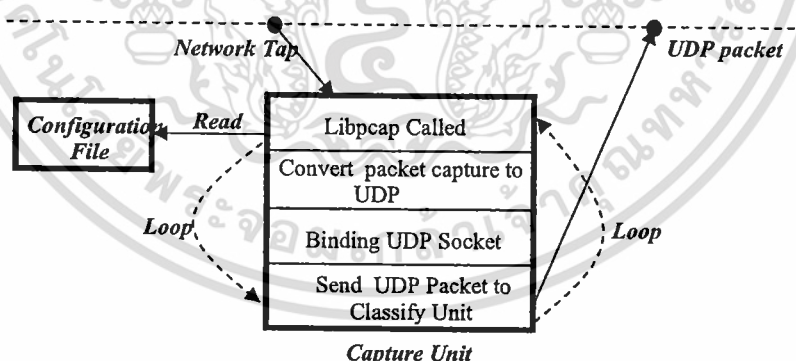 Network Tap
UDP packet
Configuration
File
Read
Libpcap Called
Convert packet capture to
UDP
Binding UDP Socket
Send UDP Packet to
Classify Unit
Loop
Loop
Capture Unit